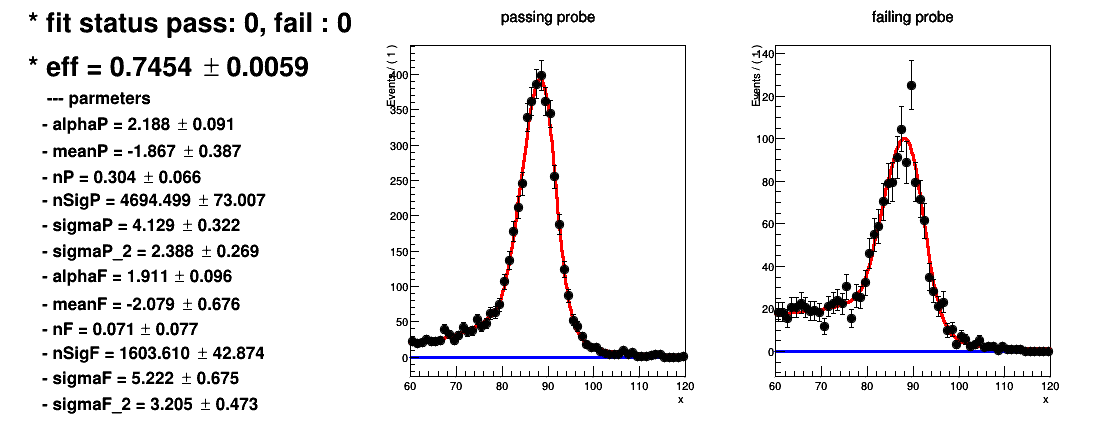 * fit status pass: 0, fail : 0
* eff = 0.7454 ± 0.0059
--- parmeters
- alphaP = 2.188 ± 0.091
- meanP = -1.867 ± 0.387
- nP = 0.304 ± 0.066
- nSigP = 4694.499 ± 73.007
- sigmaP = 4.129 ± 0.322
- sigmaP_2 = 2.388 ± 0.269
- alphaF = 1.911 ± 0.096
- meanF = -2.079 ± 0.676
- nF = 0.071 ± 0.077
- nSigF = 1603.610 ± 42.874
- sigmaF = 5.222 ± 0.675
- sigmaF_2 = 3.205 ± 0.473
passing probe
Events / ( 1 )
400
350
300
250
200
150
100
50
0
60 70 80 90 100 110 120
x
failing probe
Events / ( 1 )
140
120
100
80
60
40
20
0
60 70 80 90 100 110 120
x